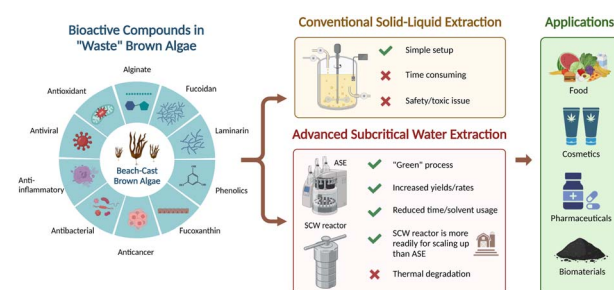 Bioactive Compounds in
"Waste" Brown Algae
Alginate
Fucoidan
Laminarin
Phenolics
Fucoxanthin
Anticancer
Antibacterial
Anti-
inflammatory
Antiviral
Antioxidant
Beach-Cast
Brown Algae
Conventional Solid-Liquid Extraction
Simple setup
Time consuming
Safety/toxic issue
Advanced Subcritical Water Extraction
ASE
SCW reactor
"Green" process
Increased yields/rates
Reduced time/solvent usage
SCW reactor is more
readily for scaling up
than ASE
Thermal degradation
Applications
Food
Cosmetics
Pharmaceuticals
Biomaterials